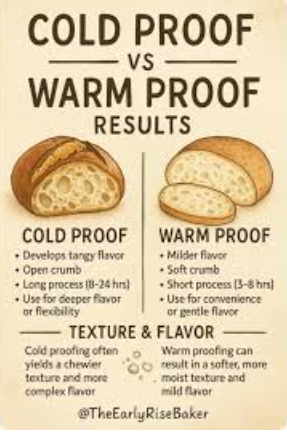 COLD PROOF
VS
WARM PROOF
RESULTS
COLD PROOF
• Develops tangy flavor
• Open crumb
• Long process (8-24 hrs)
• Use for deeper flavor
or flexibility
WARM PROOF
• Milder flavor
• Soft crumb
• Short process (3-8 hrs)
• Use for convenience
or gentle flavor
TEXTURE & FLAVOR
Cold proofing often
yields a chewier
texture and more
complex flavor
Warm proofing can
result in a softer, more
moist texture and
mild flavor
@TheEarlyRiseBaker